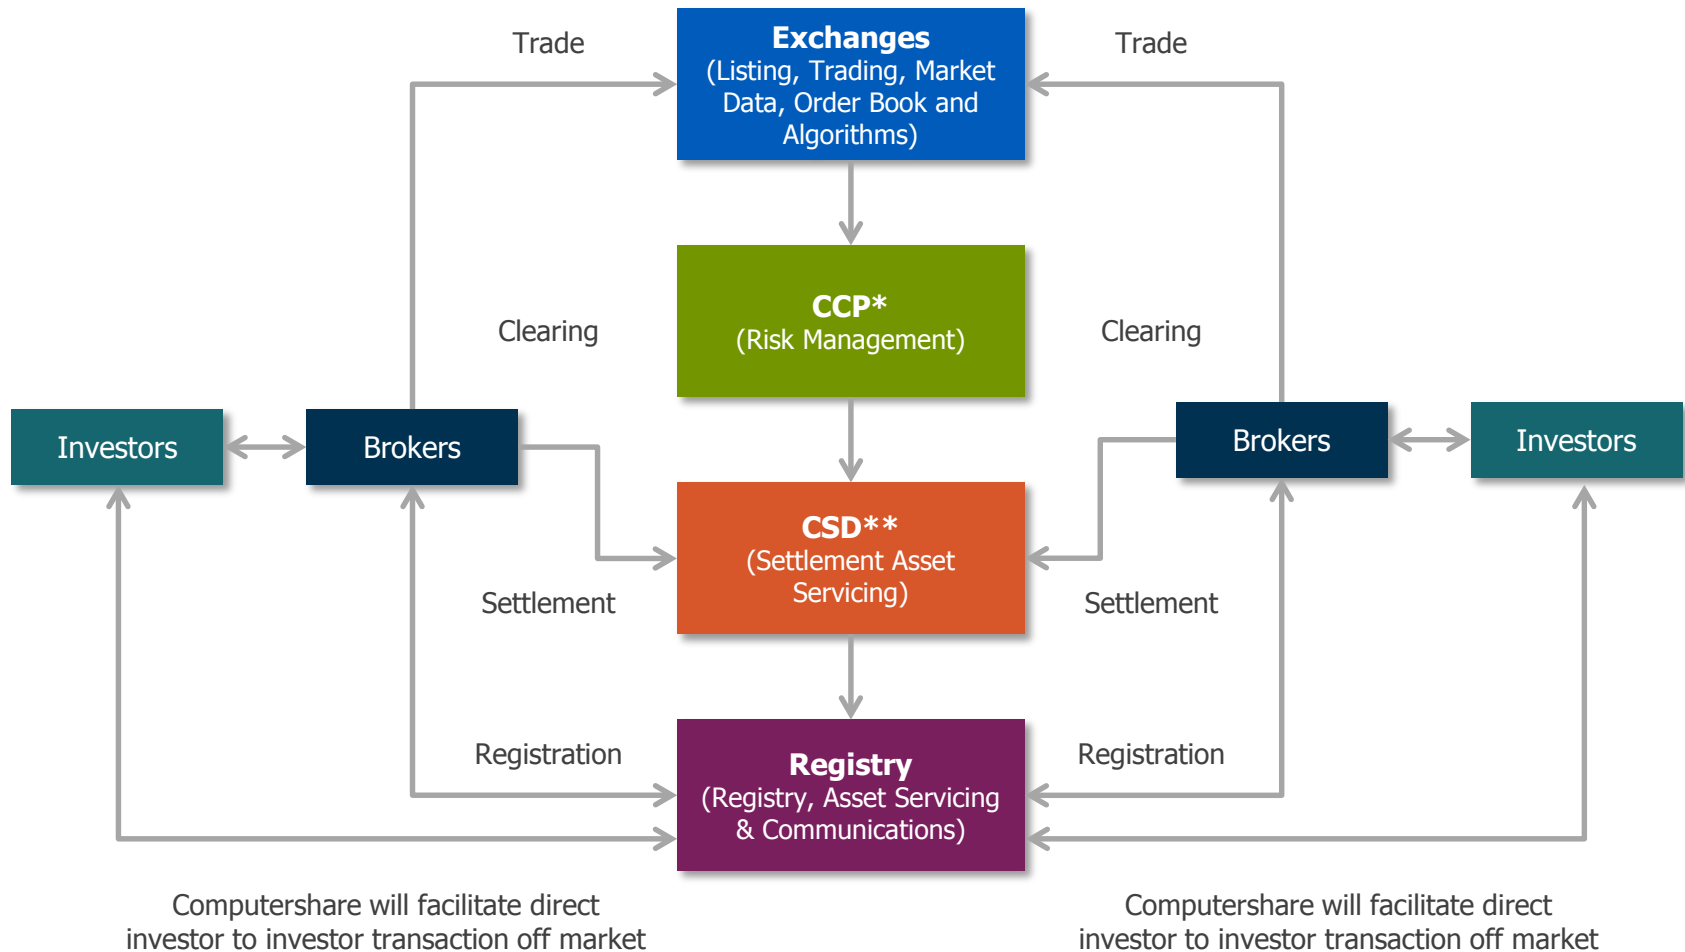 Trade
Exchanges
(Listing, Trading, Market
Data, Order Book and
Algorithms)
Trade
Clearing
CCP*
(Risk Management)
Clearing
Investors
Brokers
Brokers
Investors
CSD**
(Settlement Asset
Servicing)
Settlement
Settlement
Registration
Registry
(Registry, Asset Servicing
& Communications)
Registration
Computershare will facilitate direct
investor to investor transaction off market
Computershare will facilitate direct
investor to investor transaction off market